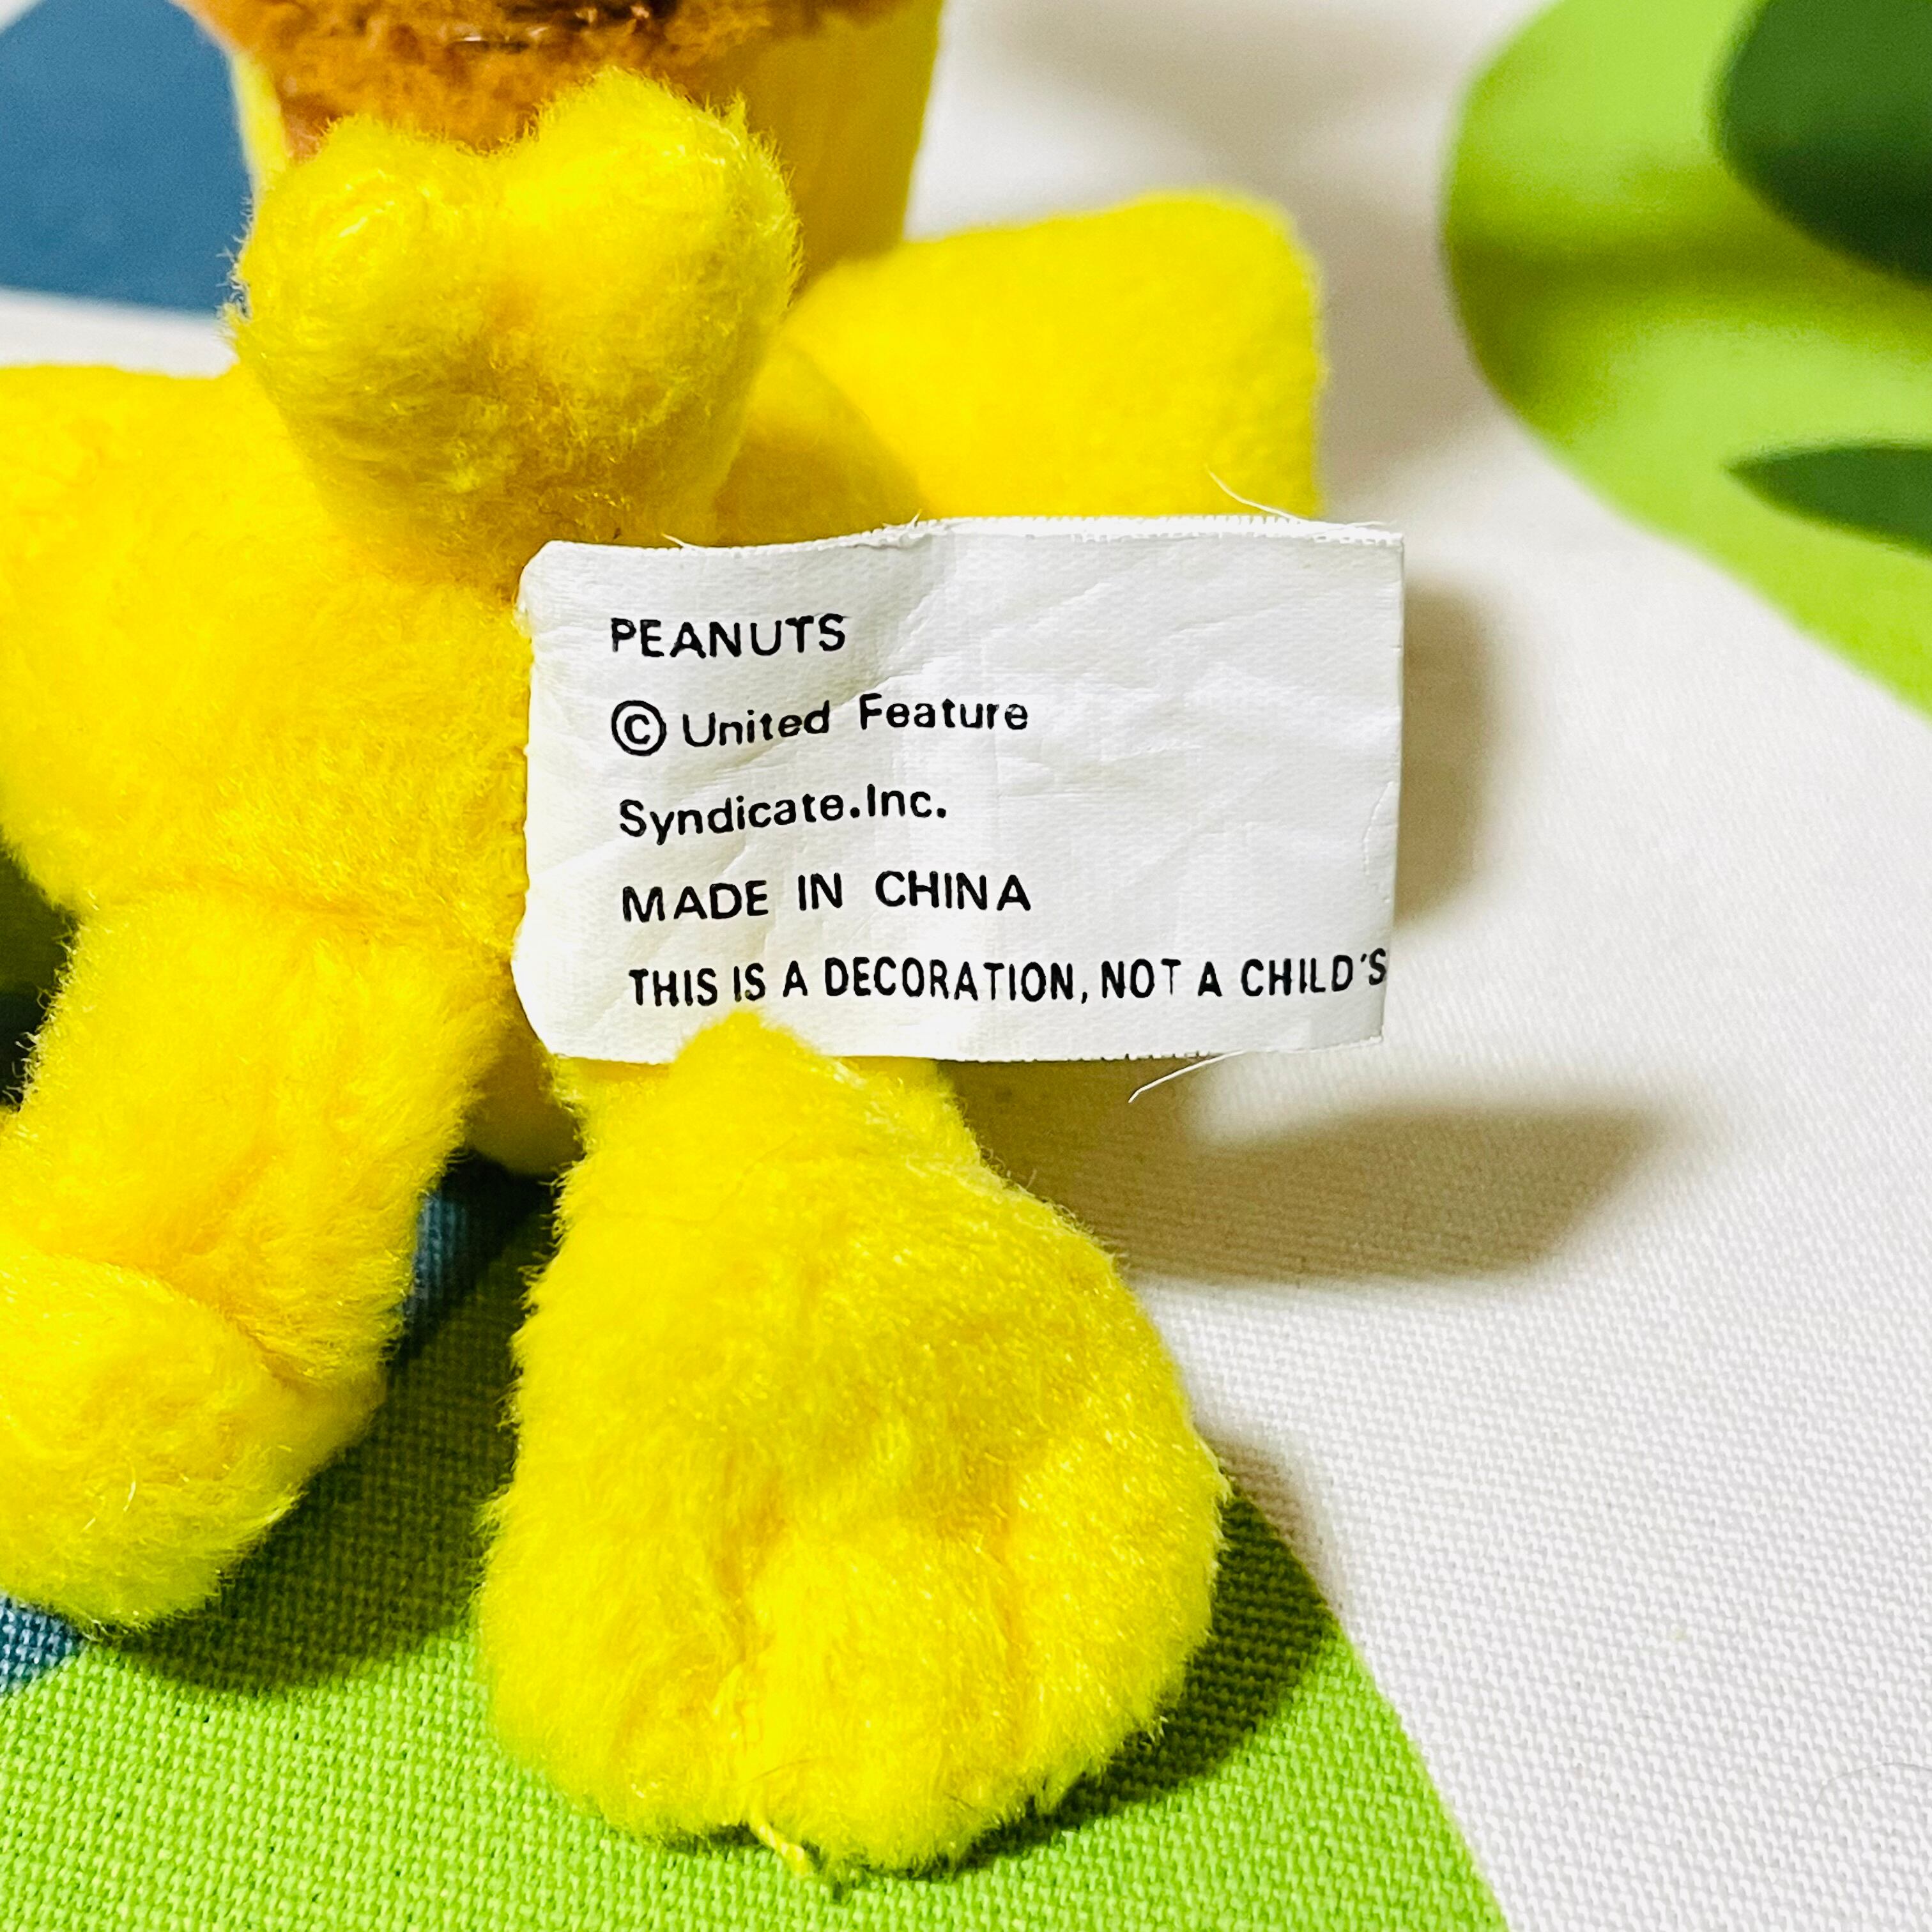 PEANUTS
© United Feature
Syndicate.Inc.
MADE IN CHINA
THIS IS A DECORATION, NOT A CHILD'S